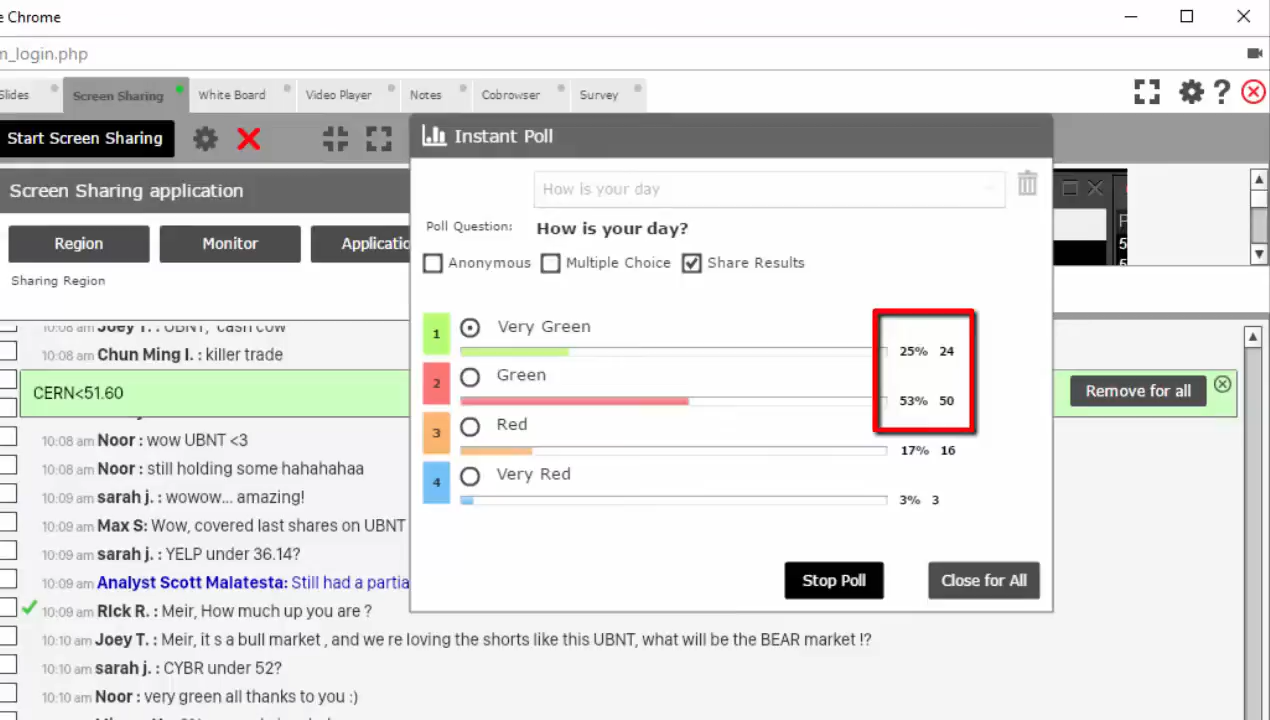 e Chrome
m_login.php
Slides Screen Sharing White Board Video Player Notes Cobrowser Survey ?
Start Screen Sharing
Instant Poll
Screen Sharing application
How is your day
Poll Question: How is your day?
Region Monitor Applicatio
Anonymous Multiple Choice Share Results
Sharing Region
1 Very Green
25% 24
2 Green
53% 50
3 Red
17% 16
4 Very Red
3% 3
Stop Poll Close for All
10:08 am Joey T. : UBNT, cash cow
10:08 am Chun Ming l. : killer trade
CERN<51.60 Remove for all
10:08 am Noor : wow UBNT <3
10:08 am Noor : still holding some hahahahaa
10:09 am sarah j. : wowow... amazing!
10:09 am Max S: Wow, covered last shares on UBNT
10:09 am sarah j. : YELP under 36.14?
10:09 am Analyst Scott Malatesta: Still had a partia
10:09 am RIck R. : Meir, How much up you are ?
10:10 am Joey T. : Meir, it s a bull market , and we re loving the shorts like this UBNT, what will be the BEAR market !?
10:10 am sarah j. : CYBR under 52?
10:10 am Noor : very green all thanks to you :)